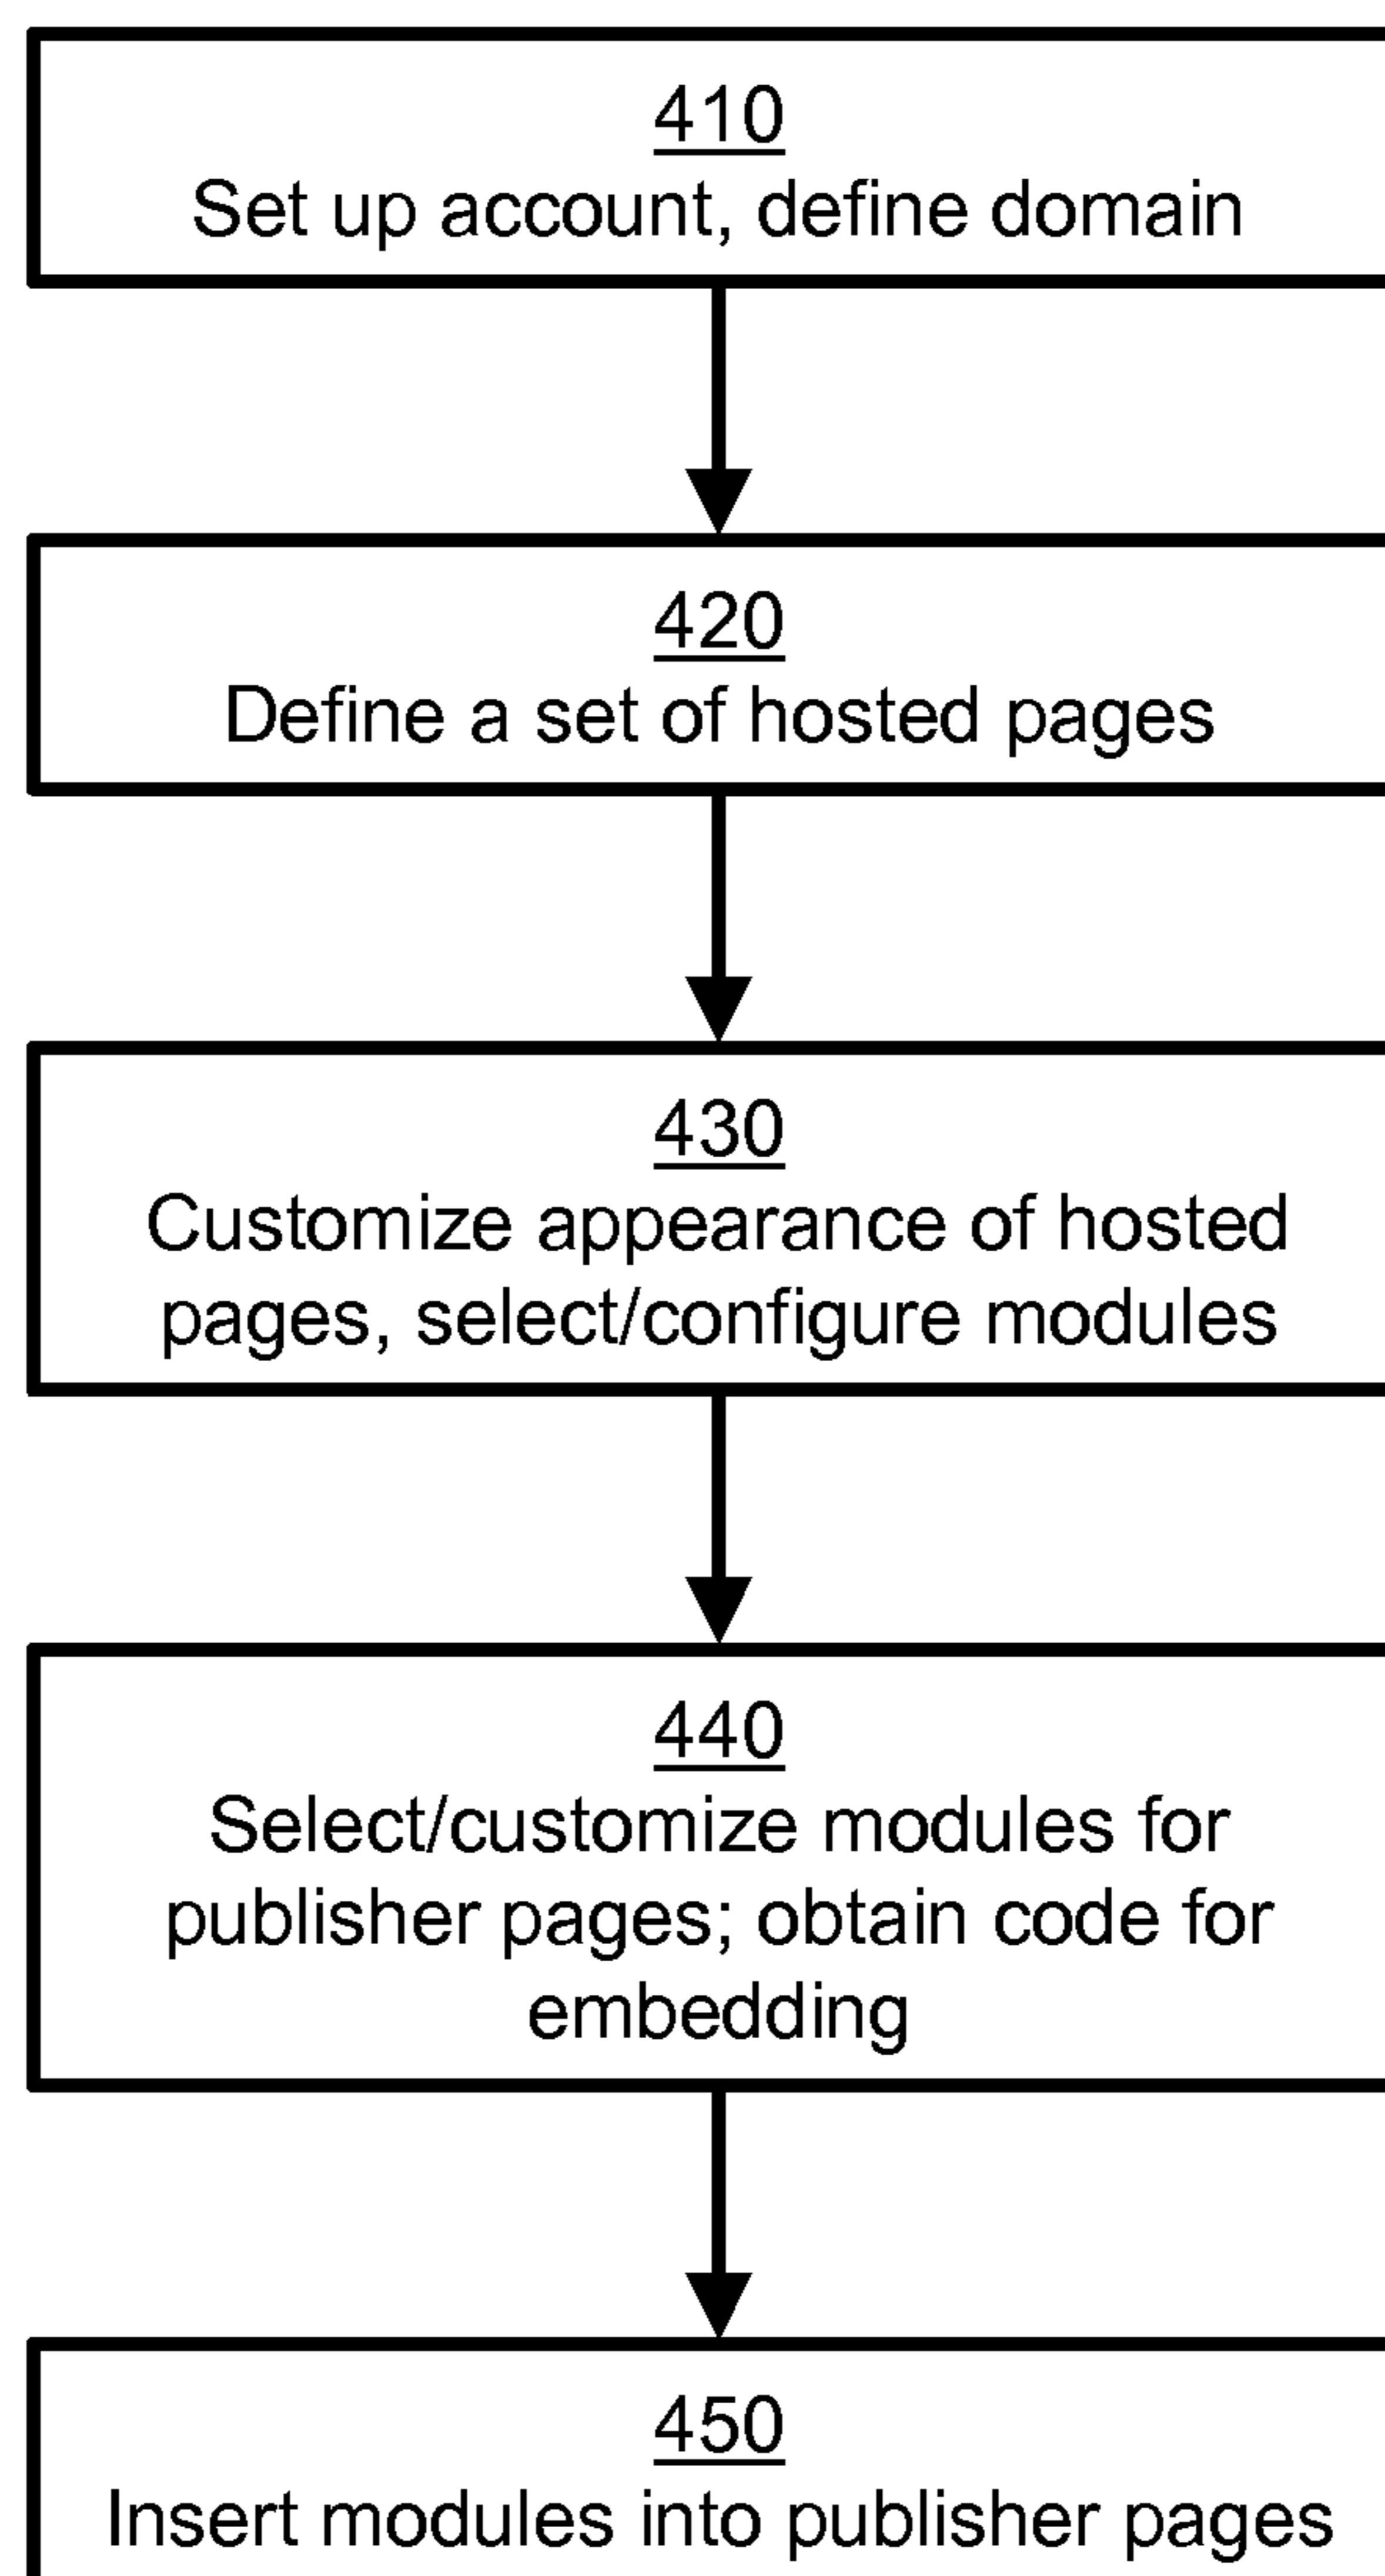 410
Set up account, define domain
420
Define a set of hosted pages
430
Customize appearance of hosted
pages, select/configure modules
440
Select/customize modules for
publisher pages; obtain code for
embedding
450
Insert modules into publisher pages